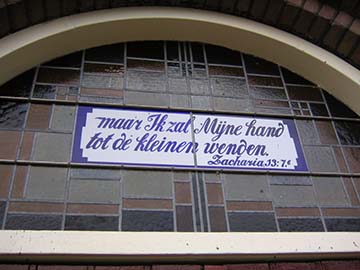 maar Ik zal Mijne hand
tot de kleinen wenden.
Zacharia 13:7.c